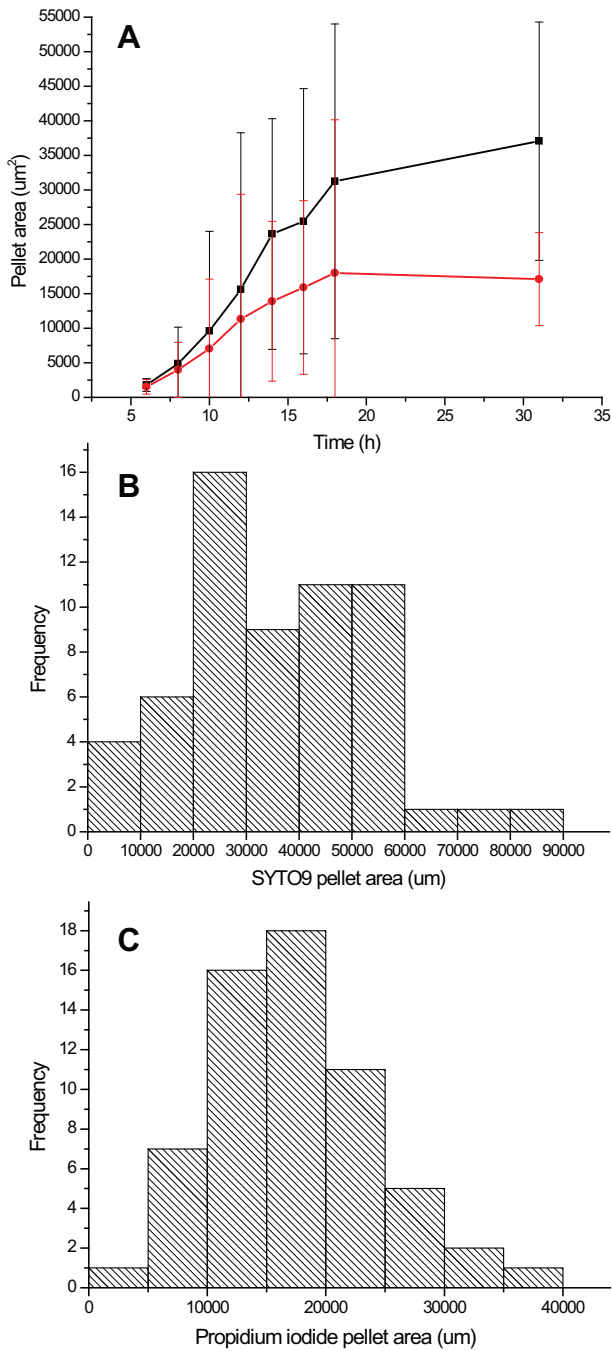 A
55000
50000
45000
40000
35000
30000
25000
20000
15000
10000
5000
0
Pellet area (um²)
5 10 15 20 25 30 35
Time (h)
B
16
14
12
10
8
6
4
2
0
Frequency
0 10000 20000 30000 40000 50000 60000 70000 80000 90000
SYTO9 pellet area (um)
C
18
16
14
12
10
8
6
4
2
0
Frequency
0 10000 20000 30000 40000
Propidium iodide pellet area (um)